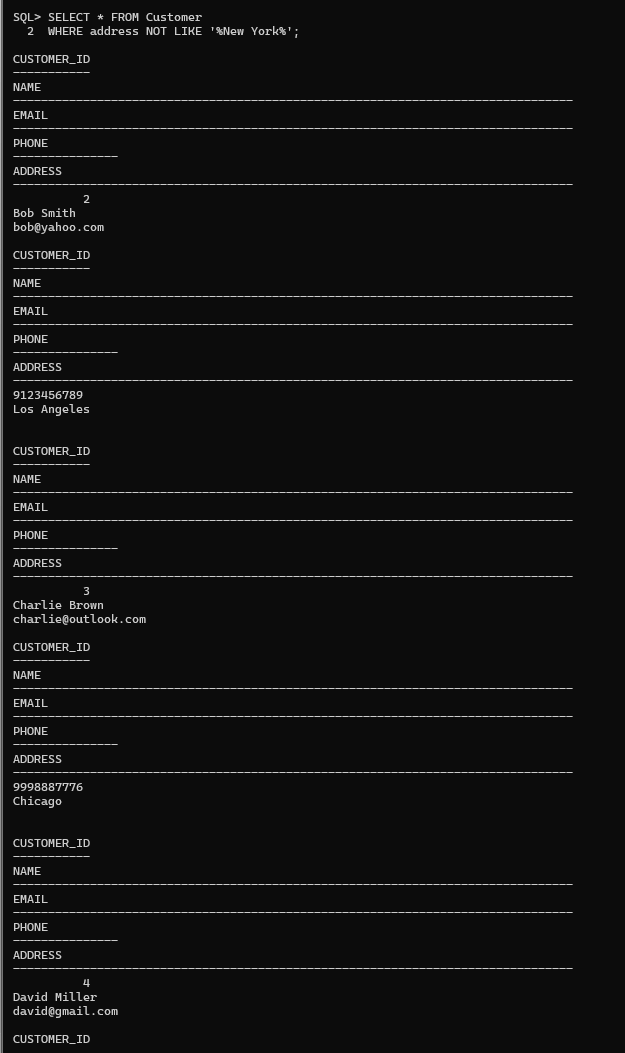 SQL> SELECT * FROM Customer
  2  WHERE address NOT LIKE '%New York%';
CUSTOMER_ID
-----------
NAME
--------------------------------------------------------------------------------
EMAIL
--------------------------------------------------------------------------------
PHONE
---------------
ADDRESS
--------------------------------------------------------------------------------
          2
Bob Smith
bob@yahoo.com
CUSTOMER_ID
-----------
NAME
--------------------------------------------------------------------------------
EMAIL
--------------------------------------------------------------------------------
PHONE
---------------
ADDRESS
--------------------------------------------------------------------------------
9123456789
Los Angeles
CUSTOMER_ID
-----------
NAME
--------------------------------------------------------------------------------
EMAIL
--------------------------------------------------------------------------------
PHONE
---------------
ADDRESS
--------------------------------------------------------------------------------
          3
Charlie Brown
charlie@outlook.com
CUSTOMER_ID
-----------
NAME
--------------------------------------------------------------------------------
EMAIL
--------------------------------------------------------------------------------
PHONE
---------------
ADDRESS
--------------------------------------------------------------------------------
9998887776
Chicago
CUSTOMER_ID
-----------
NAME
--------------------------------------------------------------------------------
EMAIL
--------------------------------------------------------------------------------
PHONE
---------------
ADDRESS
--------------------------------------------------------------------------------
          4
David Miller
david@gmail.com
CUSTOMER_ID